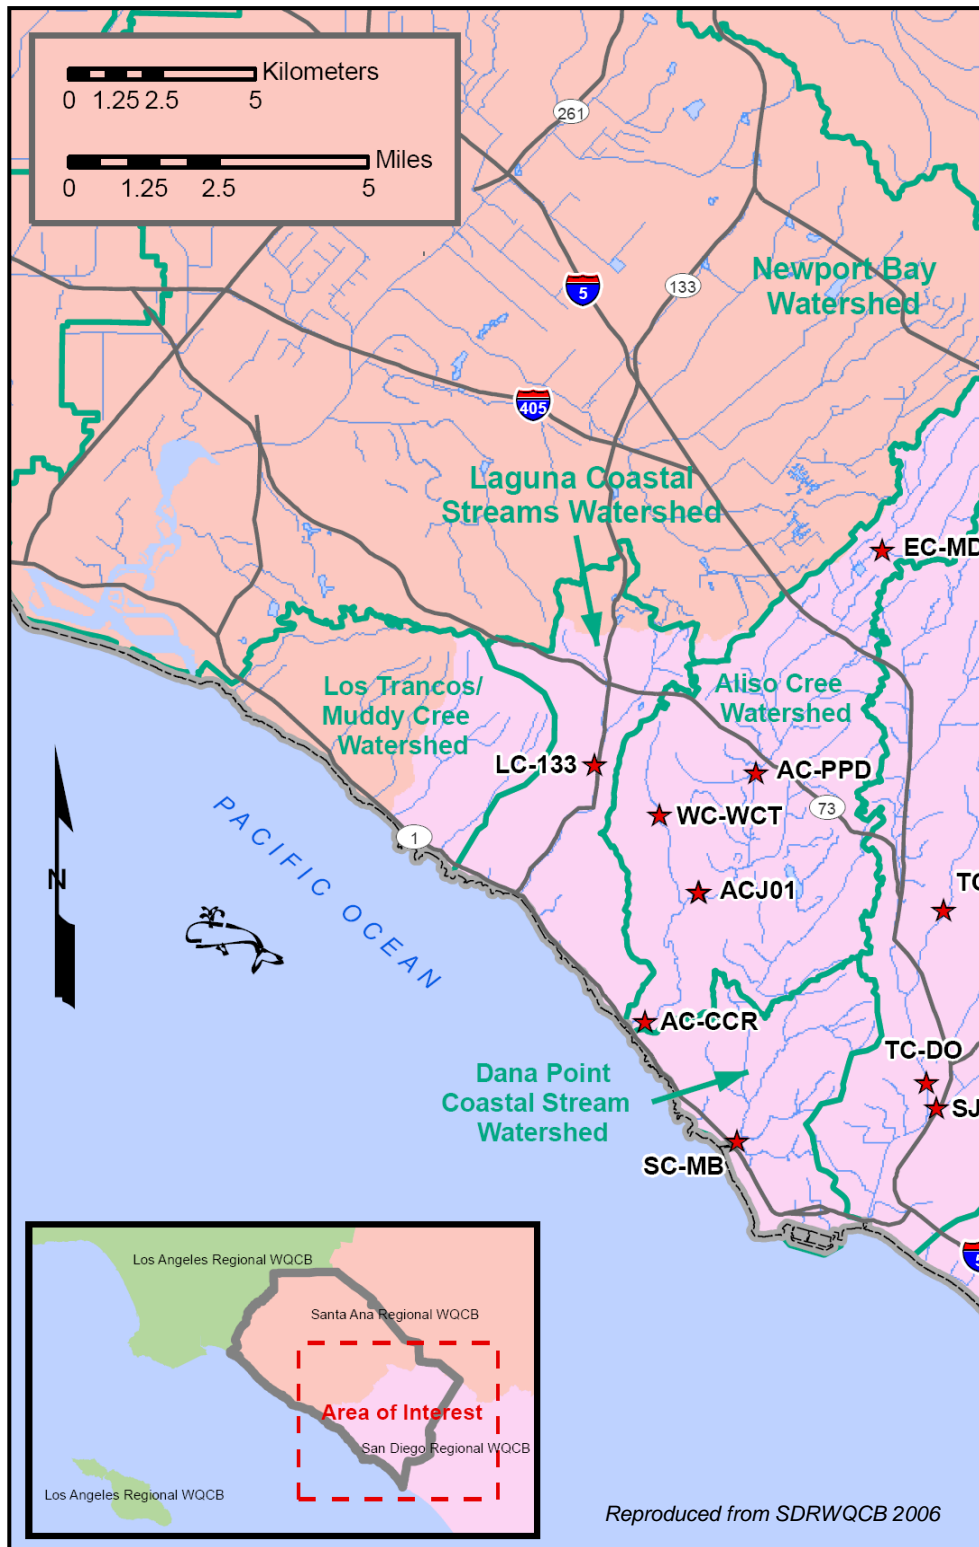 Kilometers
0 1.25 2.5 5
Miles
0 1.25 2.5 5
261
5
133
Newport Bay
Watershed
405
Laguna Coastal
Streams Watershed
EC-MD
Los Trancos/
Muddy Cree
Watershed
Aliso Cree
Watershed
LC-133
AC-PPD
WC-WCT
73
1
ACJ01
TC
N
PACIFIC OCEAN
AC-CCR
TC-DO
Dana Point
Coastal Stream
Watershed
SJ
SC-MB
5
Los Angeles Regional WQCB
Santa Ana Regional WQCB
Area of Interest
San Diego Regional WQCB
Los Angeles Regional WQCB
Reproduced from SDRWQCB 2006